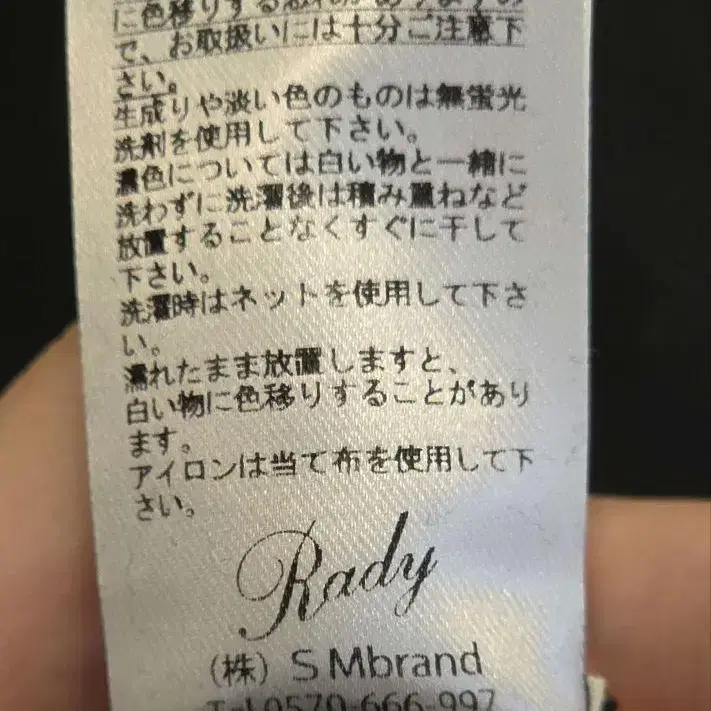 に色移りする恐れがありますの
で、お取扱いには十分ご注意下
さい。
生成りや淡い色のものは無蛍光
洗剤を使用して下さい。
濃色については白い物と一緒に
洗わずに洗濯後は積み重ねなど
放置することなくすぐに干して
下さい。
洗濯時はネットを使用して下さ
い。
濡れたまま放置しますと、
白い物に色移りすることがあり
ます。
アイロンは当て布を使用して下
さい。
Rady
(株) S Mbrand
Tel 0570-666-997